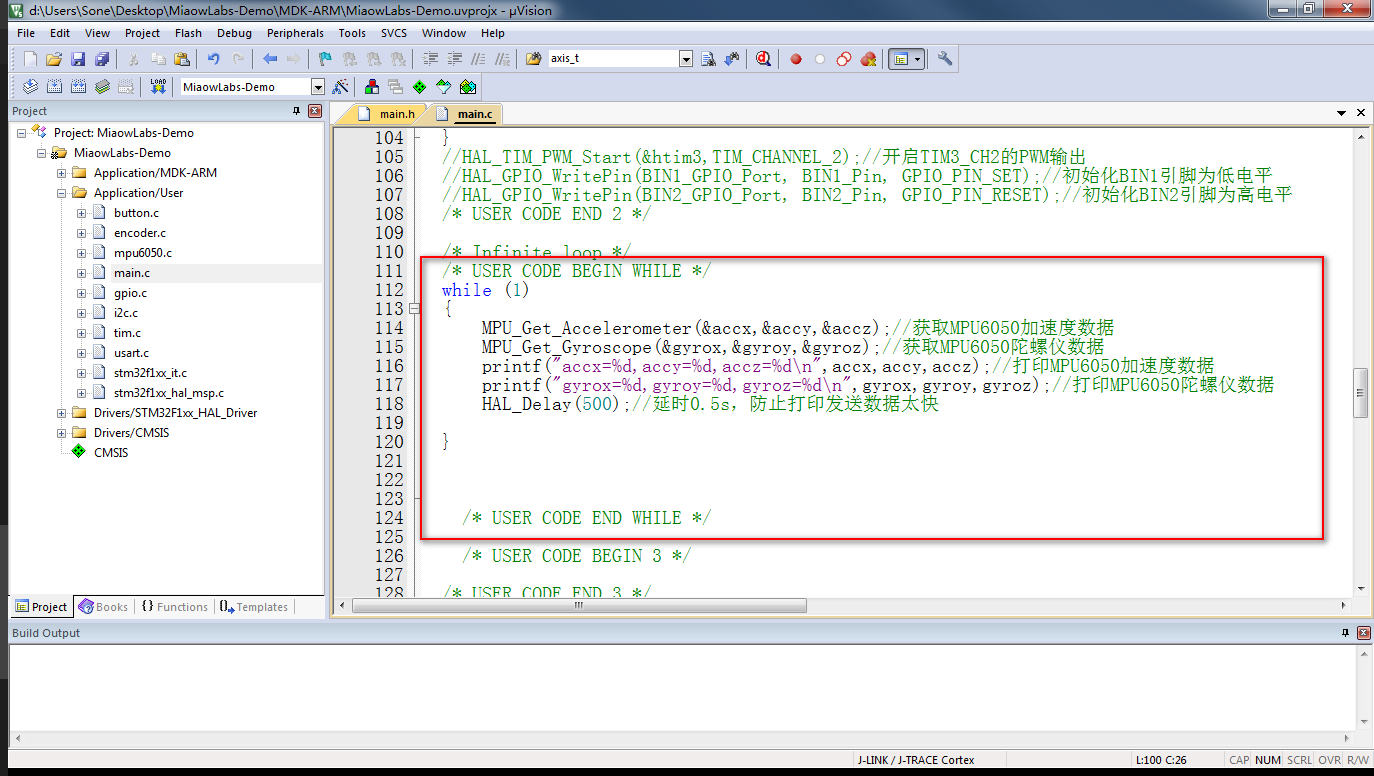 d:\Users\Sone\Desktop\MiaowLabs-Demo\MDK-ARM\MiaowLabs-Demo.uvprojx - µVision
File Edit View Project Flash Debug Peripherals Tools SVCS Window Help
axis_t
LOAD
MiaowLabs-Demo
Project
Project: MiaowLabs-Demo
MiaowLabs-Demo
Application/MDK-ARM
Application/User
button.c
encoder.c
mpu6050.c
main.c
gpio.c
i2c.c
tim.c
usart.c
stm32f1xx_it.c
stm32f1xx_hal_msp.c
Drivers/STM32F1xx_HAL_Driver
Drivers/CMSIS
CMSIS
Project Books {} Functions Templates
main.h main.c
104 }
105 //HAL_TIM_PWM_Start(&htim3,TIM_CHANNEL_2);//开启TIM3_CH2的PWM输出
106 //HAL_GPIO_WritePin(BIN1_GPIO_Port, BIN1_Pin, GPIO_PIN_SET);//初始化BIN1引脚为低电平
107 //HAL_GPIO_WritePin(BIN2_GPIO_Port, BIN2_Pin, GPIO_PIN_RESET);//初始化BIN2引脚为高电平
108 /* USER CODE END 2 */
109
110 /* Infinite loop */
111 /* USER CODE BEGIN WHILE */
112 while (1)
113 {
114 MPU_Get_Accelerometer(&accx,&accy,&accz);//获取MPU6050加速度数据
115 MPU_Get_Gyroscope(&gyrox,&gyroy,&gyroz);//获取MPU6050陀螺仪数据
116 printf("accx=%d,accy=%d,accz=%d\n",accx,accy,accz);//打印MPU6050加速度数据
117 printf("gyrox=%d,gyroy=%d,gyroz=%d\n",gyrox,gyroy,gyroz);//打印MPU6050陀螺仪数据
118 HAL_Delay(500);//延时0.5s，防止打印发送数据太快
119
120 }
121
122
123
124 /* USER CODE END WHILE */
125
126 /* USER CODE BEGIN 3 */
127
128 /* USER CODE END 3 */
Build Output
J-LINK / J-TRACE Cortex L:100 C:26 CAP NUM SCRL OVR R/W